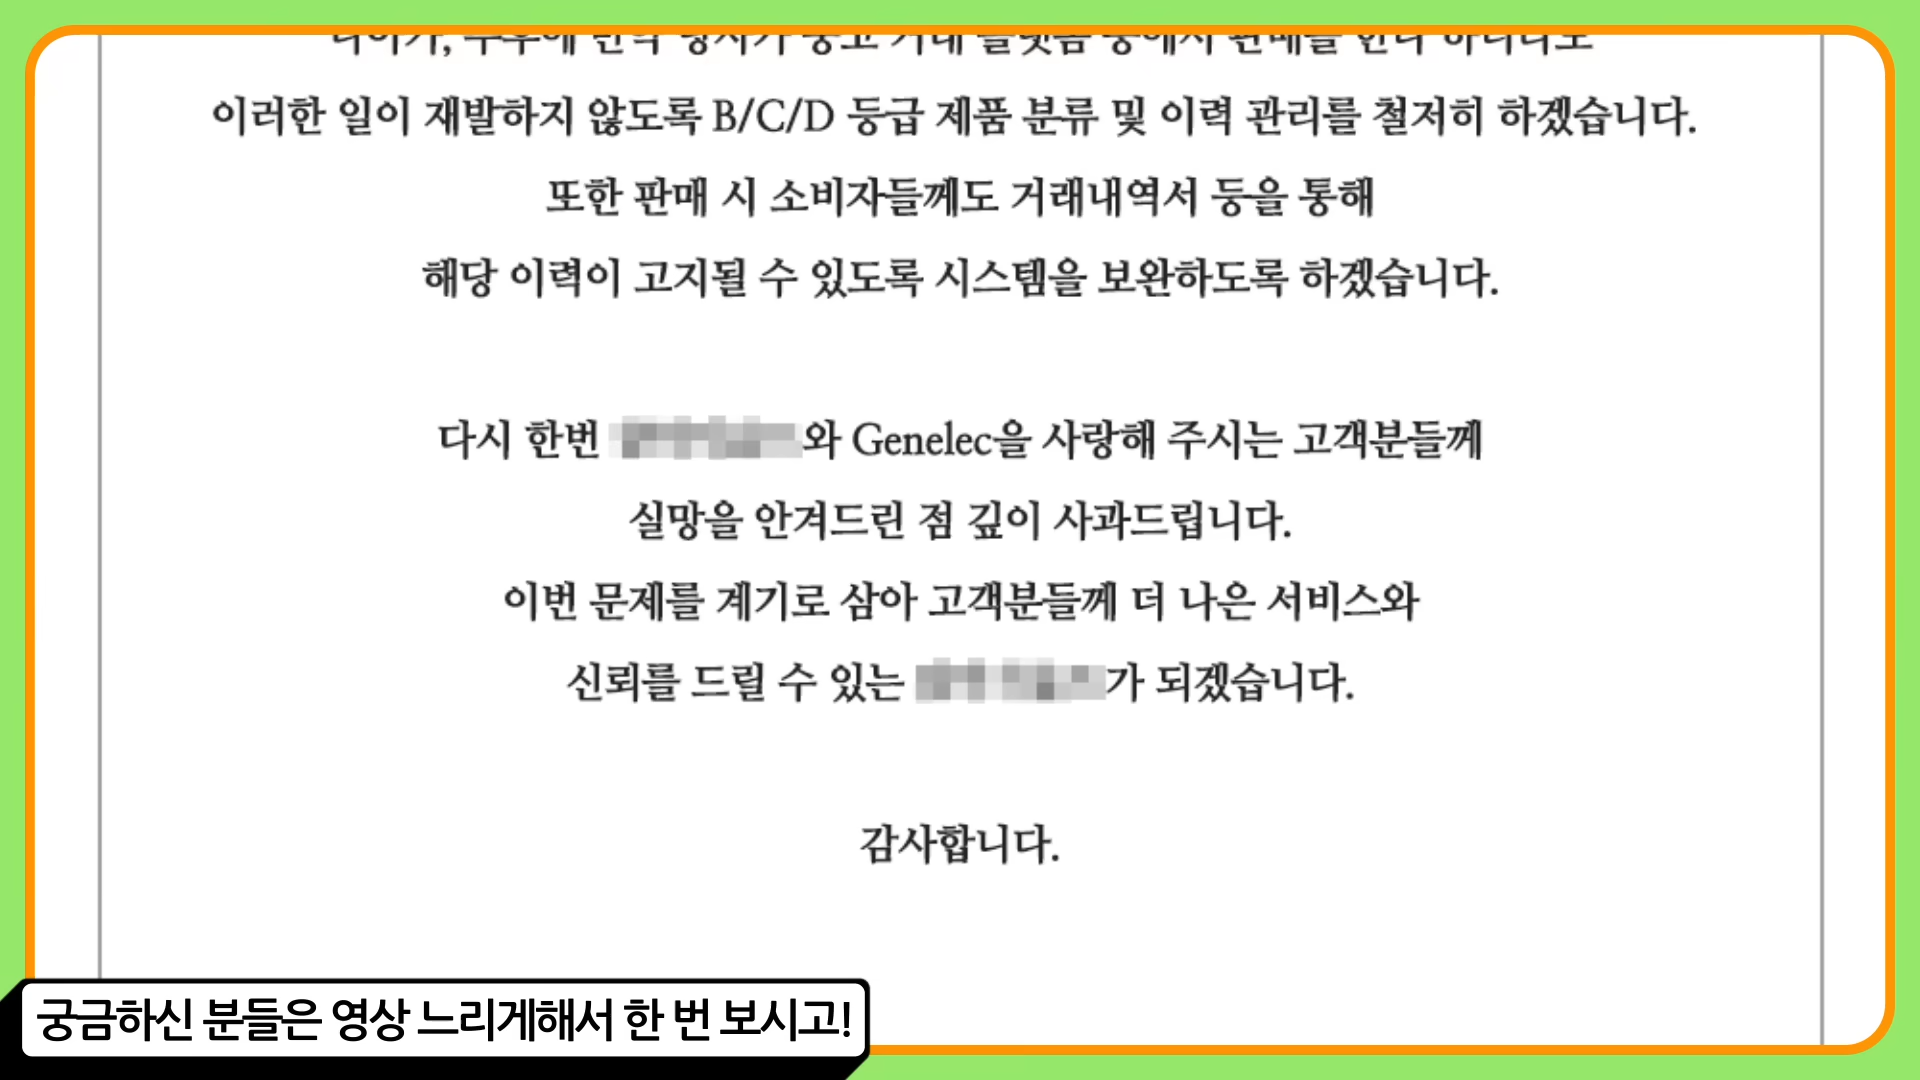 이러한 일이 재발하지 않도록 B/C/D 등급 제품 분류 및 이력 관리를 철저히 하겠습니다.
또한 판매 시 소비자들께도 거래내역서 등을 통해
해당 이력이 고지될 수 있도록 시스템을 보완하도록 하겠습니다.
다시 한번 와 Genelec을 사랑해 주시는 고객분들께
실망을 안겨드린 점 깊이 사과드립니다.
이번 문제를 계기로 삼아 고객분들께 더 나은 서비스와
신뢰를 드릴 수 있는 가 되겠습니다.
감사합니다.
궁금하신 분들은 영상 느리게해서 한 번 보시고!